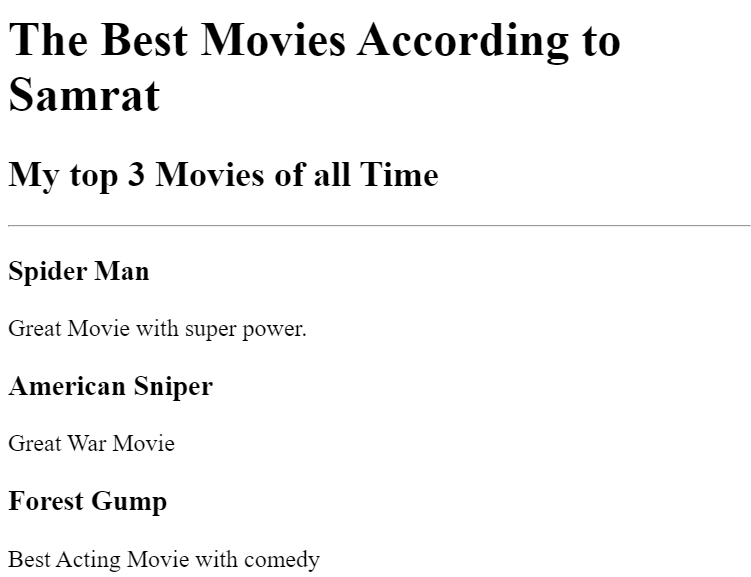 The Best Movies According to
Samrat
My top 3 Movies of all Time
Spider Man
Great Movie with super power.
American Sniper
Great War Movie
Forest Gump
Best Acting Movie with comedy